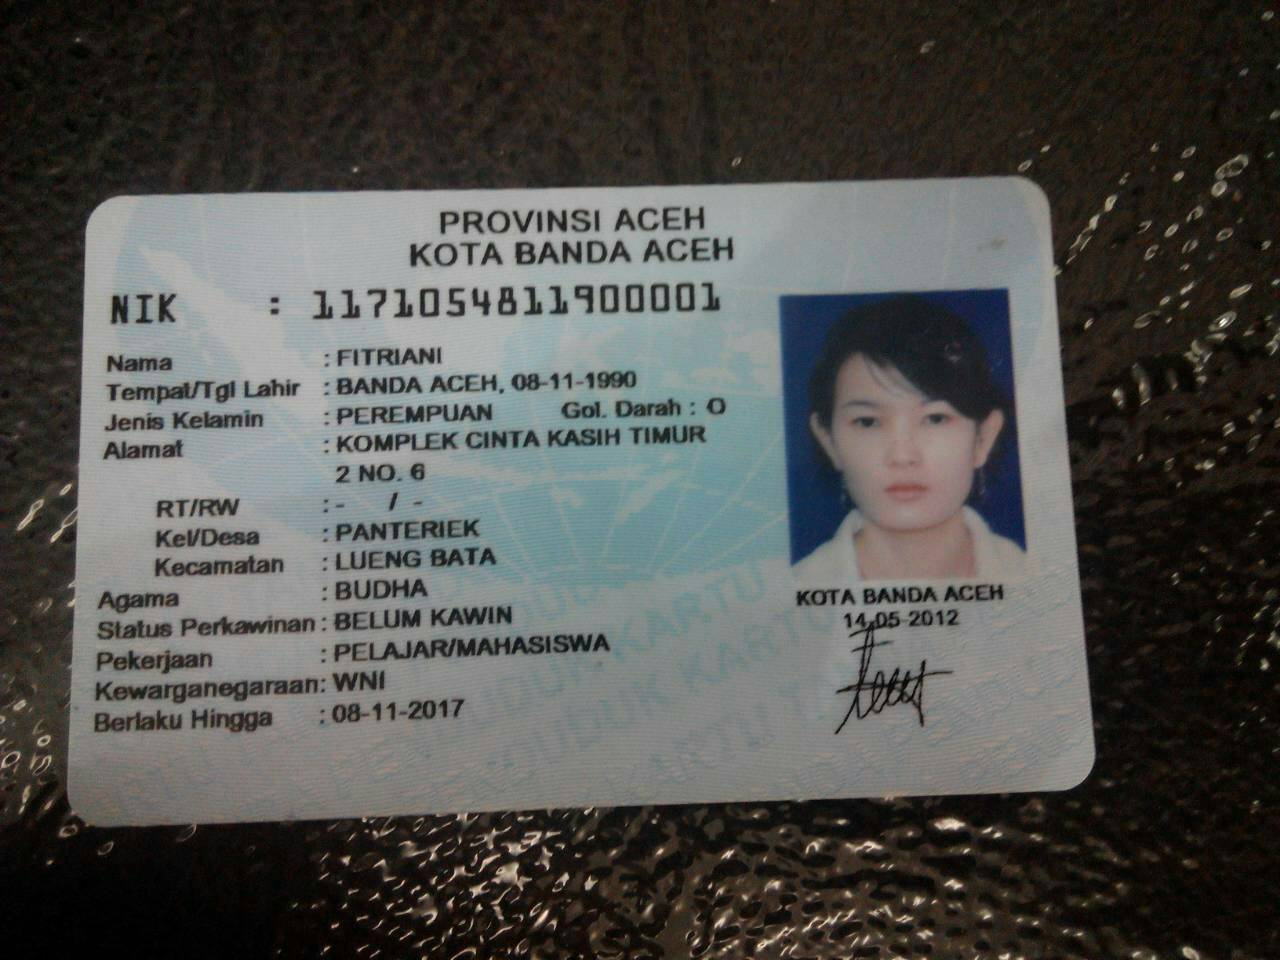 PROVINSI ACEH
KOTA BANDA ACEH
NIK : 1171054811900001
Nama : FITRIANI
Tempat/Tgl Lahir : BANDA ACEH, 08-11-1990
Jenis Kelamin : PEREMPUAN Gol. Darah : O
Alamat : KOMPLEK CINTA KASIH TIMUR
2 NO. 6
RT/RW : - / -
Kel/Desa : PANTERIEK
Kecamatan : LUENG BATA
Agama : BUDHA
Status Perkawinan : BELUM KAWIN
Pekerjaan : PELAJAR/MAHASISWA
Kewarganegaraan: WNI
Berlaku Hingga : 08-11-2017
KOTA BANDA ACEH
14-05-2012